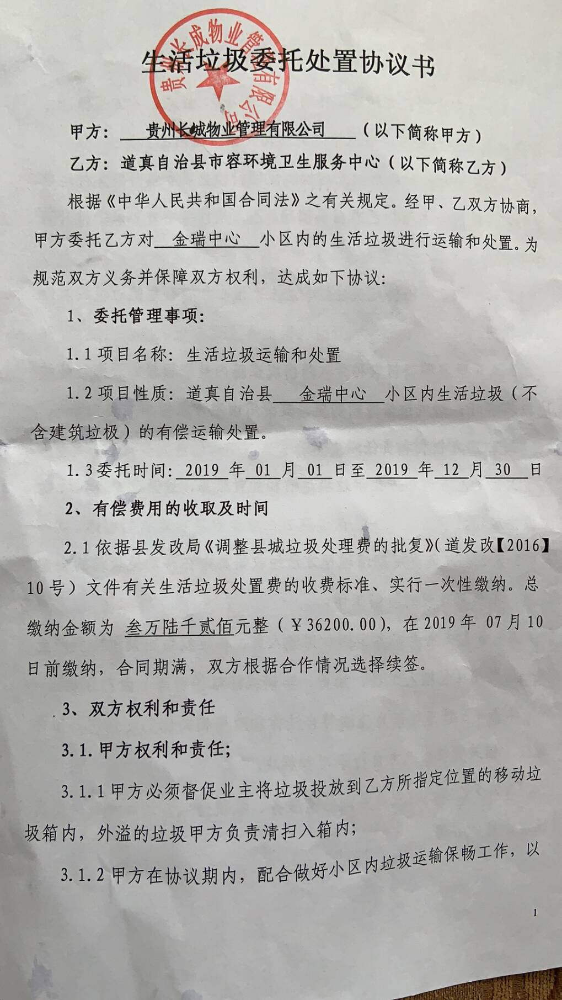 生活垃圾委托处置协议书
贵州长成物业管理有限公司
甲方： 贵州长城物业管理有限公司 （以下简称甲方）
乙方：道真自治县市容环境卫生服务中心（以下简称乙方）
根据《中华人民共和国合同法》之有关规定。经甲、乙双方协商，
甲方委托乙方对 金瑞中心 小区内的生活垃圾进行运输和处置。为
规范双方义务并保障双方权利，达成如下协议：
1、委托管理事项：
1.1 项目名称：生活垃圾运输和处置
1.2 项目性质：道真自治县 金瑞中心 小区内生活垃圾（不
含建筑垃极）的有偿运输处置。
1.3 委托时间： 2019 年 01 月 01 日至 2019 年 12 月 30 日
2、有偿费用的收取及时间
2.1 依据县发改局《调整县城垃圾处理费的批复》（道发改【2016】
10 号）文件有关生活垃圾处置费的收费标准、实行一次性缴纳。总
缴纳金额为 叁万陆千贰佰元整（￥36200.00），在 2019 年 07 月 10
日前缴纳，合同期满，双方根据合作情况选择续签。
3、双方权利和责任
3.1.甲方权利和责任；
3.1.1 甲方必须督促业主将垃圾投放到乙方所指定位置的移动垃
圾箱内，外溢的垃圾甲方负责清扫入箱内；
3.1.2 甲方在协议期内，配合做好小区内垃圾运输保畅工作，以
1